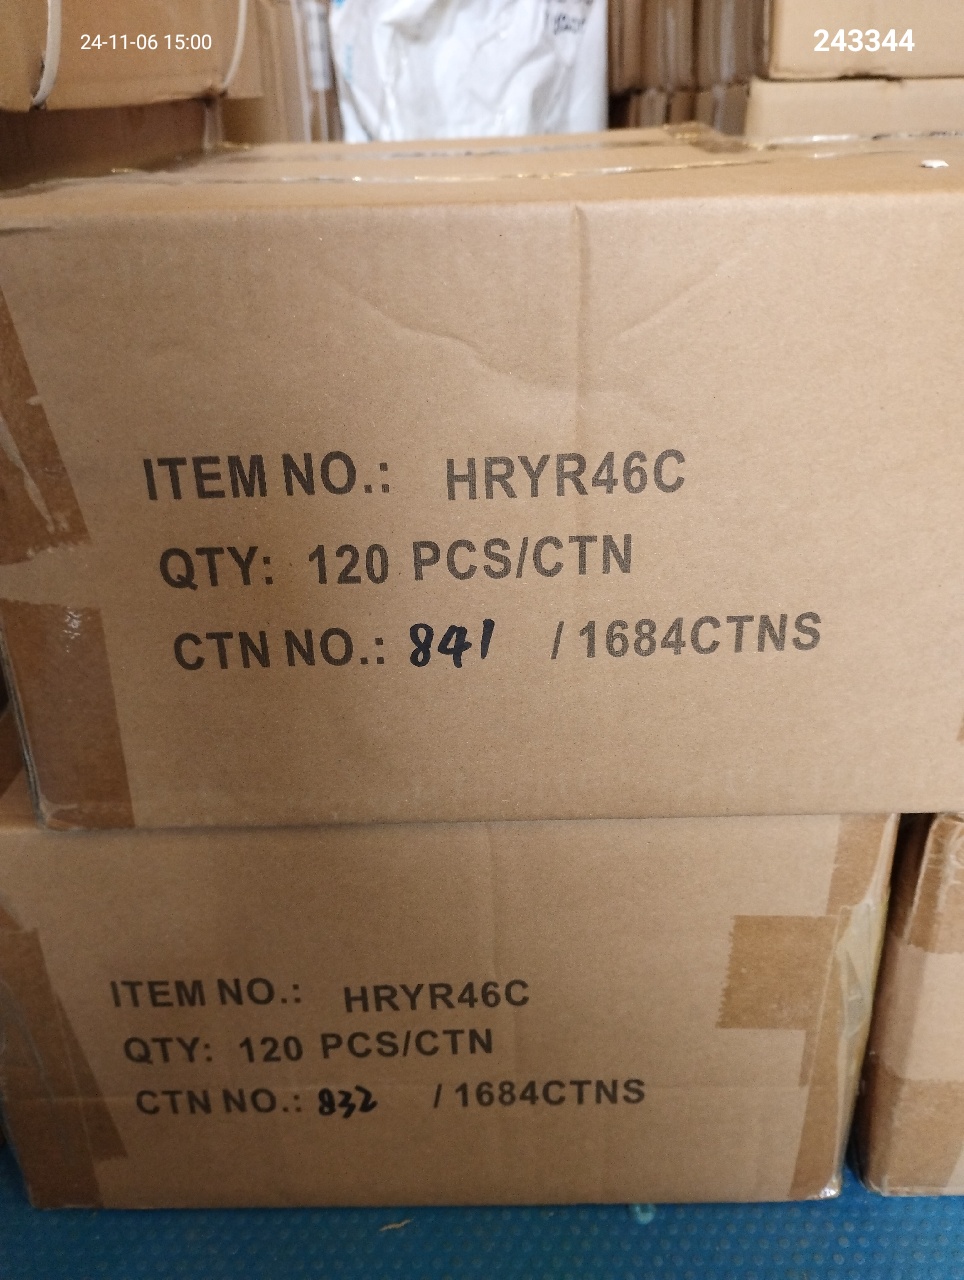 24-11-06 15:00
243344
ITEM NO.: HRYR46C
QTY: 120 PCS/CTN
CTN NO.: 841 / 1684CTNS
ITEM NO.: HRYR46C
QTY: 120 PCS/CTN
CTN NO.: 832 / 1684CTNS